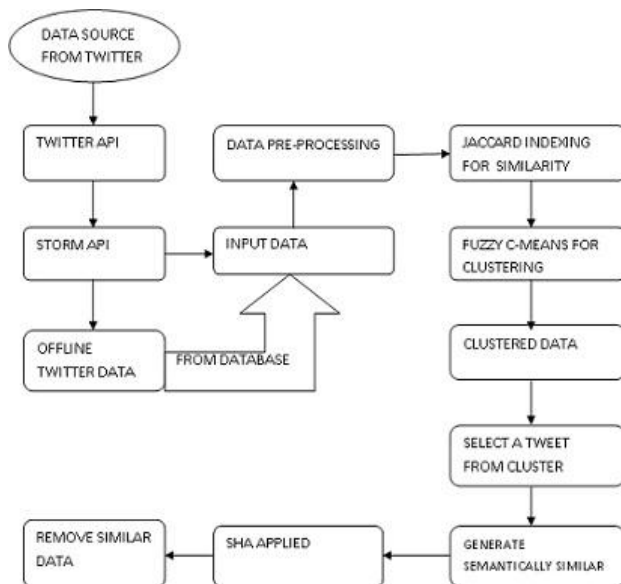 DATA SOURCE
FROM TWITTER
TWITTER API
STORM API
OFFLINE
TWITTER DATA
FROM DATABASE
INPUT DATA
DATA PRE-PROCESSING
JACCARD INDEXING
FOR SIMILARITY
FUZZY C-MEANS FOR
CLUSTERING
CLUSTERED DATA
SELECT A TWEET
FROM CLUSTER
GENERATE
SEMANTICALLY SIMILAR
SHA APPLIED
REMOVE SIMILAR
DATA